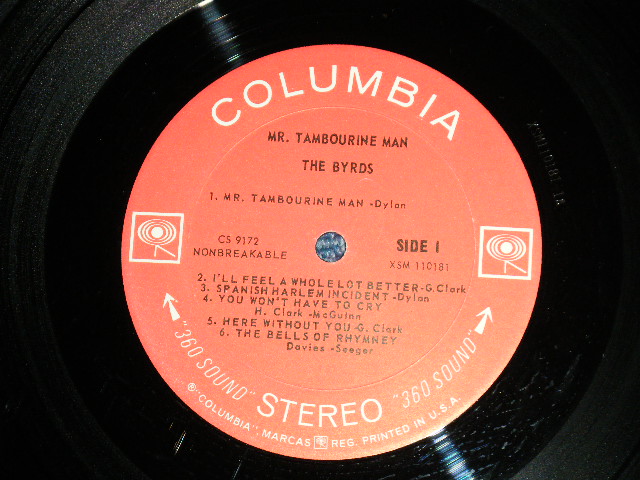 COLUMBIA
MR. TAMBOURINE MAN
THE BYRDS
1. MR. TAMBOURINE MAN -Dylan
CS 9172
NONBREAKABLE
SIDE 1
XSM 110181
2. I'LL FEEL A WHOLE LOT BETTER-G. Clark
3. SPANISH HARLEM INCIDENT -Dylan
4. YOU WON'T HAVE TO CRY
H. Clark -McGuinn
5. HERE WITHOUT YOU-G. Clark
6. THE BELLS OF RHYMNEY
Davies -Seeger
"360 SOUND" STEREO "360 SOUND"
®"COLUMBIA", MARCAS REG. PRINTED IN U.S.A.